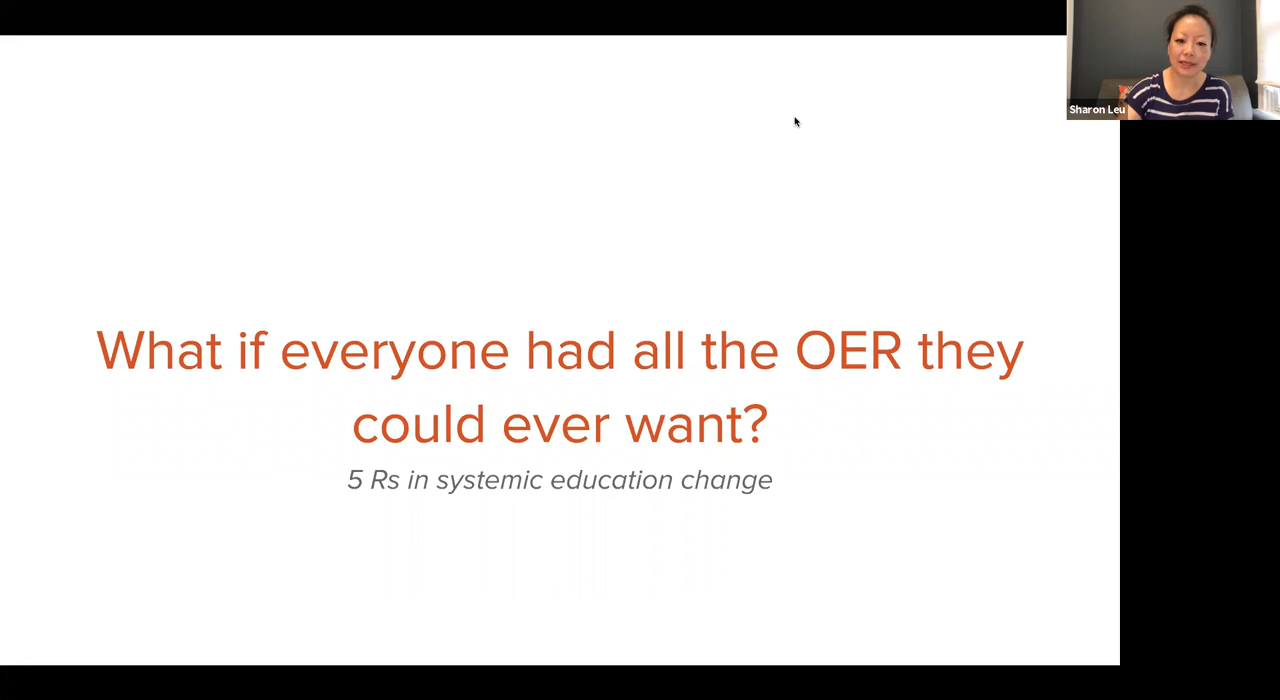 Sharon Leu
What if everyone had all the OER they
could ever want?
5 Rs in systemic education change